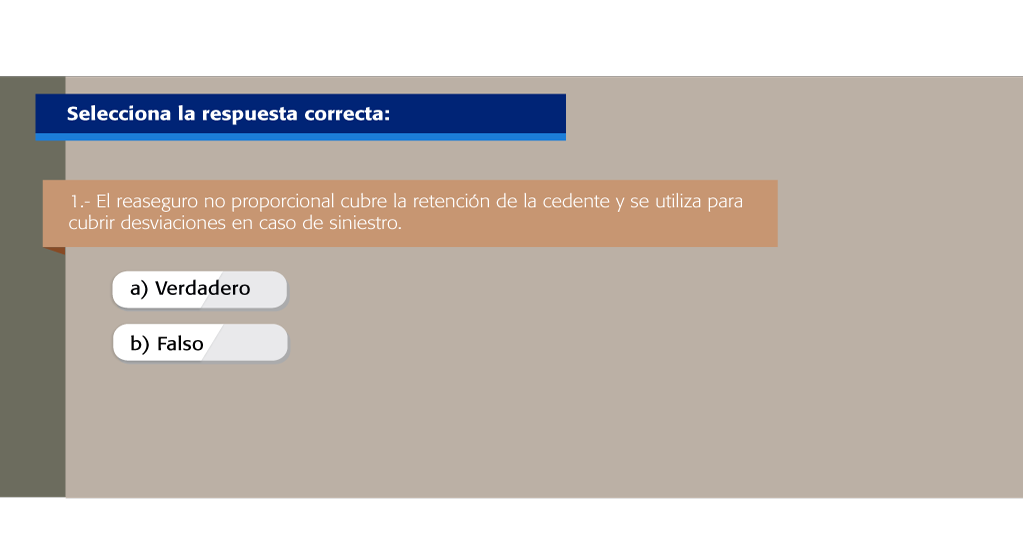 Selecciona la respuesta correcta:
1.- El reaseguro no proporcional cubre la retención de la cedente y se utiliza para
cubrir desviaciones en caso de siniestro.
a) Verdadero
b) Falso